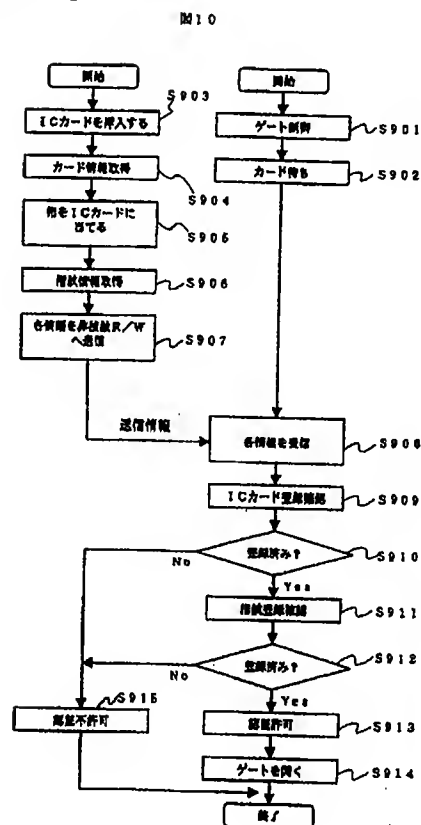 図10
開始
S903
ICカードを挿入する
カード情報取得
S904
指をICカードに
当てる
S905
指紋情報取得
S906
各情報を非接触R/W
へ送信
S907
送信情報
開始
ゲート制御
S901
カード待ち
S902
各情報を受信
S908
ICカード登録確認
S909
登録済み?
S910
No
Yes
指紋登録確認
S911
登録済み?
S912
No
Yes
S915
認証不許可
認証許可
S913
ゲートを開く
S914
終了